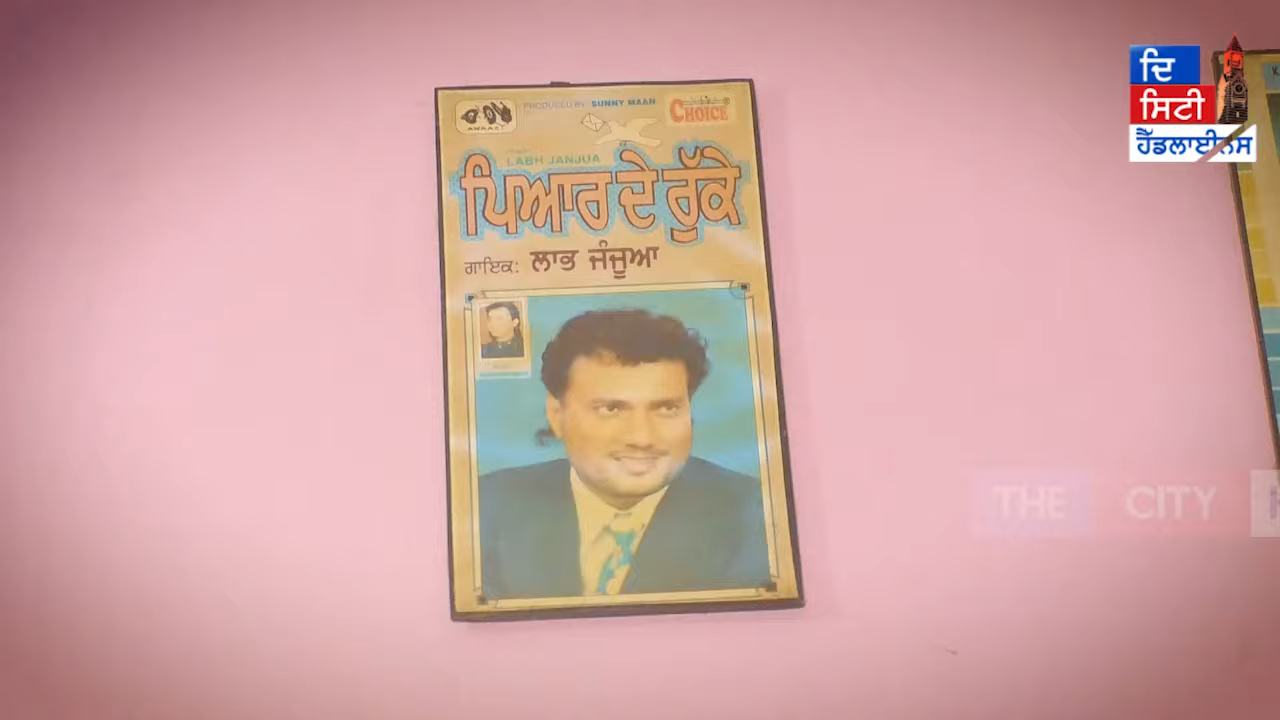 PRODUCED BY: SUNNY MAAN
CHOICE
LABH JANJUA
ਪਿਆਰ ਦੇ ਰੁੱਕੇ
ਗਾਇਕ: ਲਾਭ ਜੰਜੂਆ
ਦਿ
ਸਿਟੀ
ਹੈੱਡਲਾਈਨਸ
THE CITY